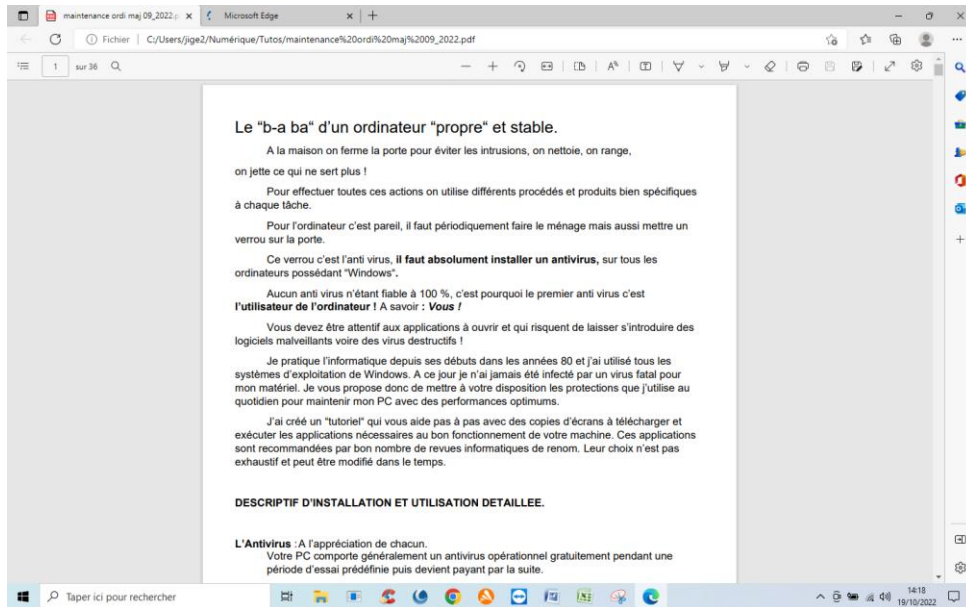 maintenance ordi maj 09_2022.p
Microsoft Edge
Fichier
C:/Users/jige2/Numérique/Tutos/maintenance%20ordi%20maj%2009_2022.pdf
1 sur 36
Le “b-a ba“ d’un ordinateur “propre“ et stable.
A la maison on ferme la porte pour éviter les intrusions, on nettoie, on range,
on jette ce qui ne sert plus !
Pour effectuer toutes ces actions on utilise différents procédés et produits bien spécifiques
à chaque tâche.
Pour l’ordinateur c’est pareil, il faut périodiquement faire le ménage mais aussi mettre un
verrou sur la porte.
Ce verrou c’est l’anti virus, il faut absolument installer un antivirus, sur tous les
ordinateurs possédant “Windows“.
Aucun anti virus n’étant fiable à 100 %, c’est pourquoi le premier anti virus c’est
l’utilisateur de l’ordinateur ! A savoir : Vous !
Vous devez être attentif aux applications à ouvrir et qui risquent de laisser s’introduire des
logiciels malveillants voire des virus destructifs !
Je pratique l’informatique depuis ses débuts dans les années 80 et j’ai utilisé tous les
systèmes d’exploitation de Windows. A ce jour je n’ai jamais été infecté par un virus fatal pour
mon matériel. Je vous propose donc de mettre à votre disposition les protections que j’utilise au
quotidien pour maintenir mon PC avec des performances optimums.
J’ai créé un “tutoriel“ qui vous aide pas à pas avec des copies d’écrans à télécharger et
exécuter les applications nécessaires au bon fonctionnement de votre machine. Ces applications
sont recommandées par bon nombre de revues informatiques de renom. Leur choix n’est pas
exhaustif et peut être modifié dans le temps.
DESCRIPTIF D’INSTALLATION ET UTILISATION DETAILLEE.
L’Antivirus : A l’appréciation de chacun.
Votre PC comporte généralement un antivirus opérationnel gratuitement pendant une
période d’essai prédéfinie puis devient payant par la suite.
Taper ici pour rechercher
14:18
19/10/2022